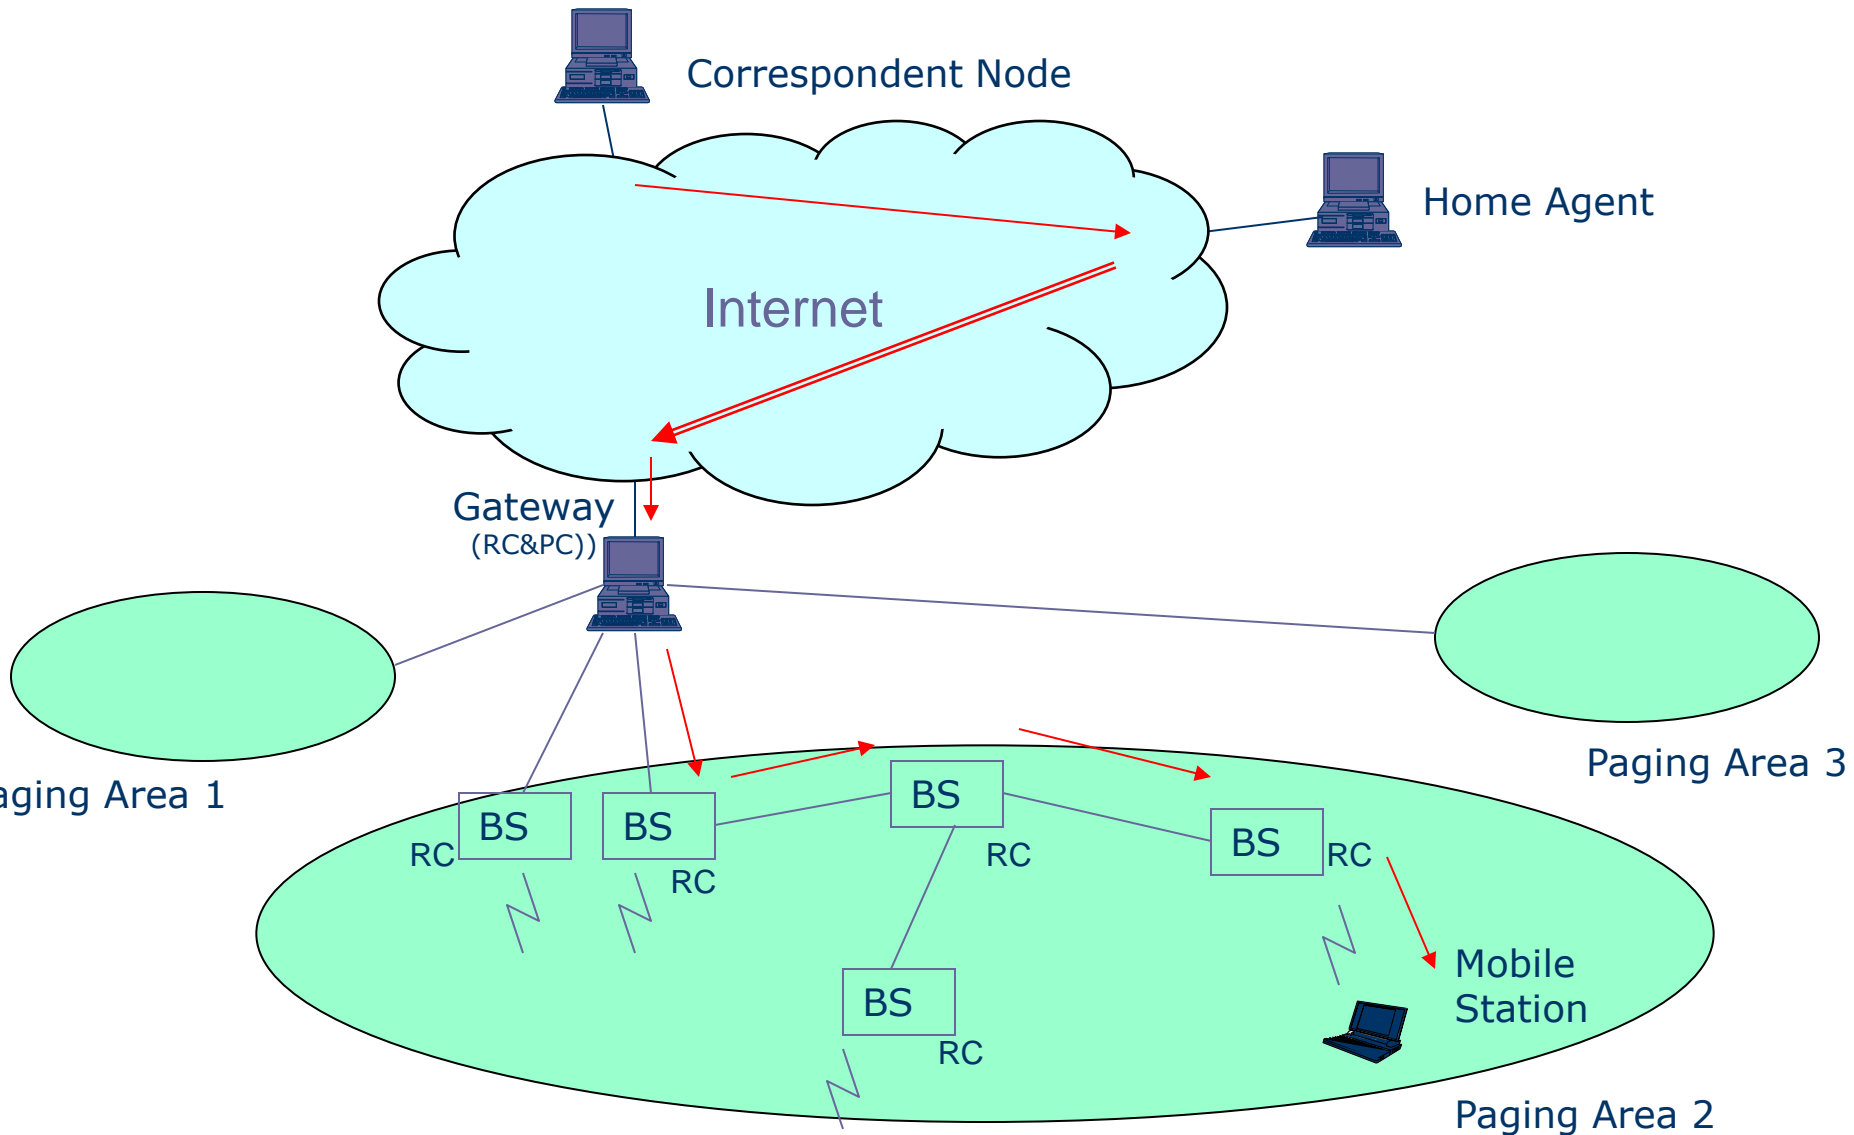 Correspondent Node
Home Agent
Internet
Gateway
(RC&PC))
Paging Area 3
aging Area 1
BS
BS
BS
BS
RC
RC
RC
RC
BS
RC
Mobile
Station
Paging Area 2